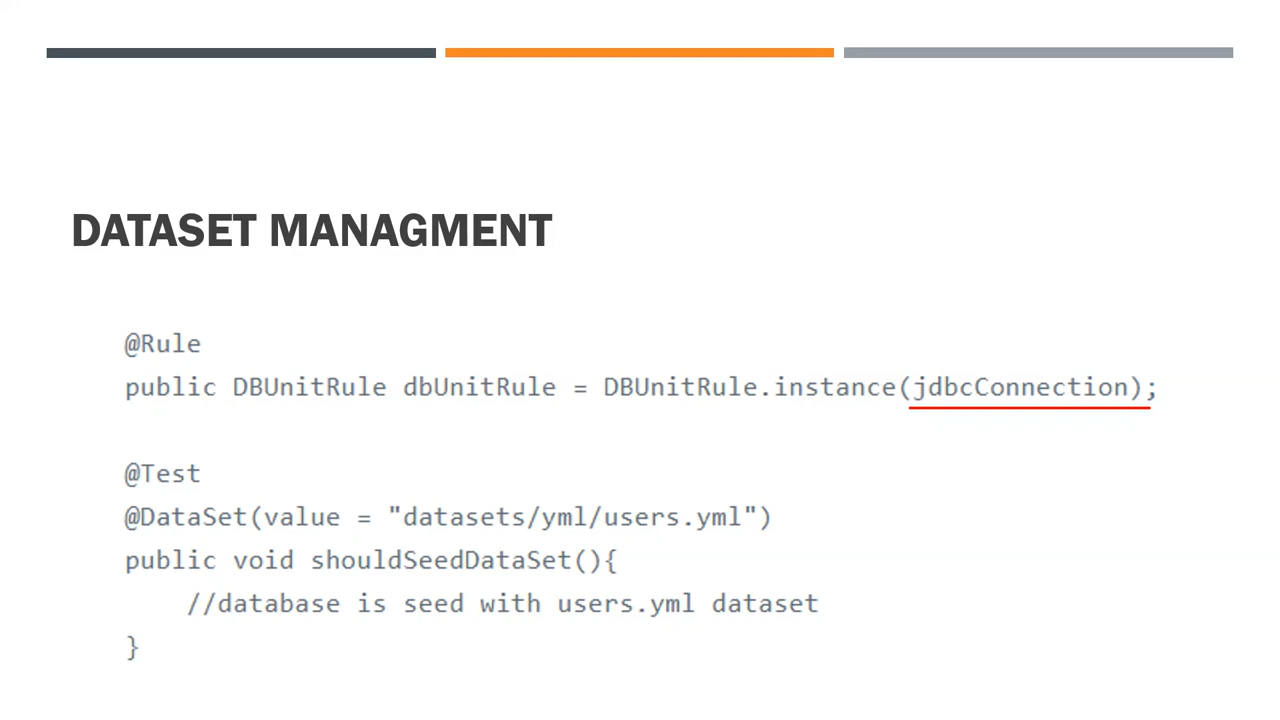 DATASET MANAGMENT
@Rule
public DBUnitRule dbUnitRule = DBUnitRule.instance(jdbcConnection);
@Test
@DataSet(value = "datasets/yml/users.yml")
public void shouldSeedDataSet(){
//database is seed with users.yml dataset
}